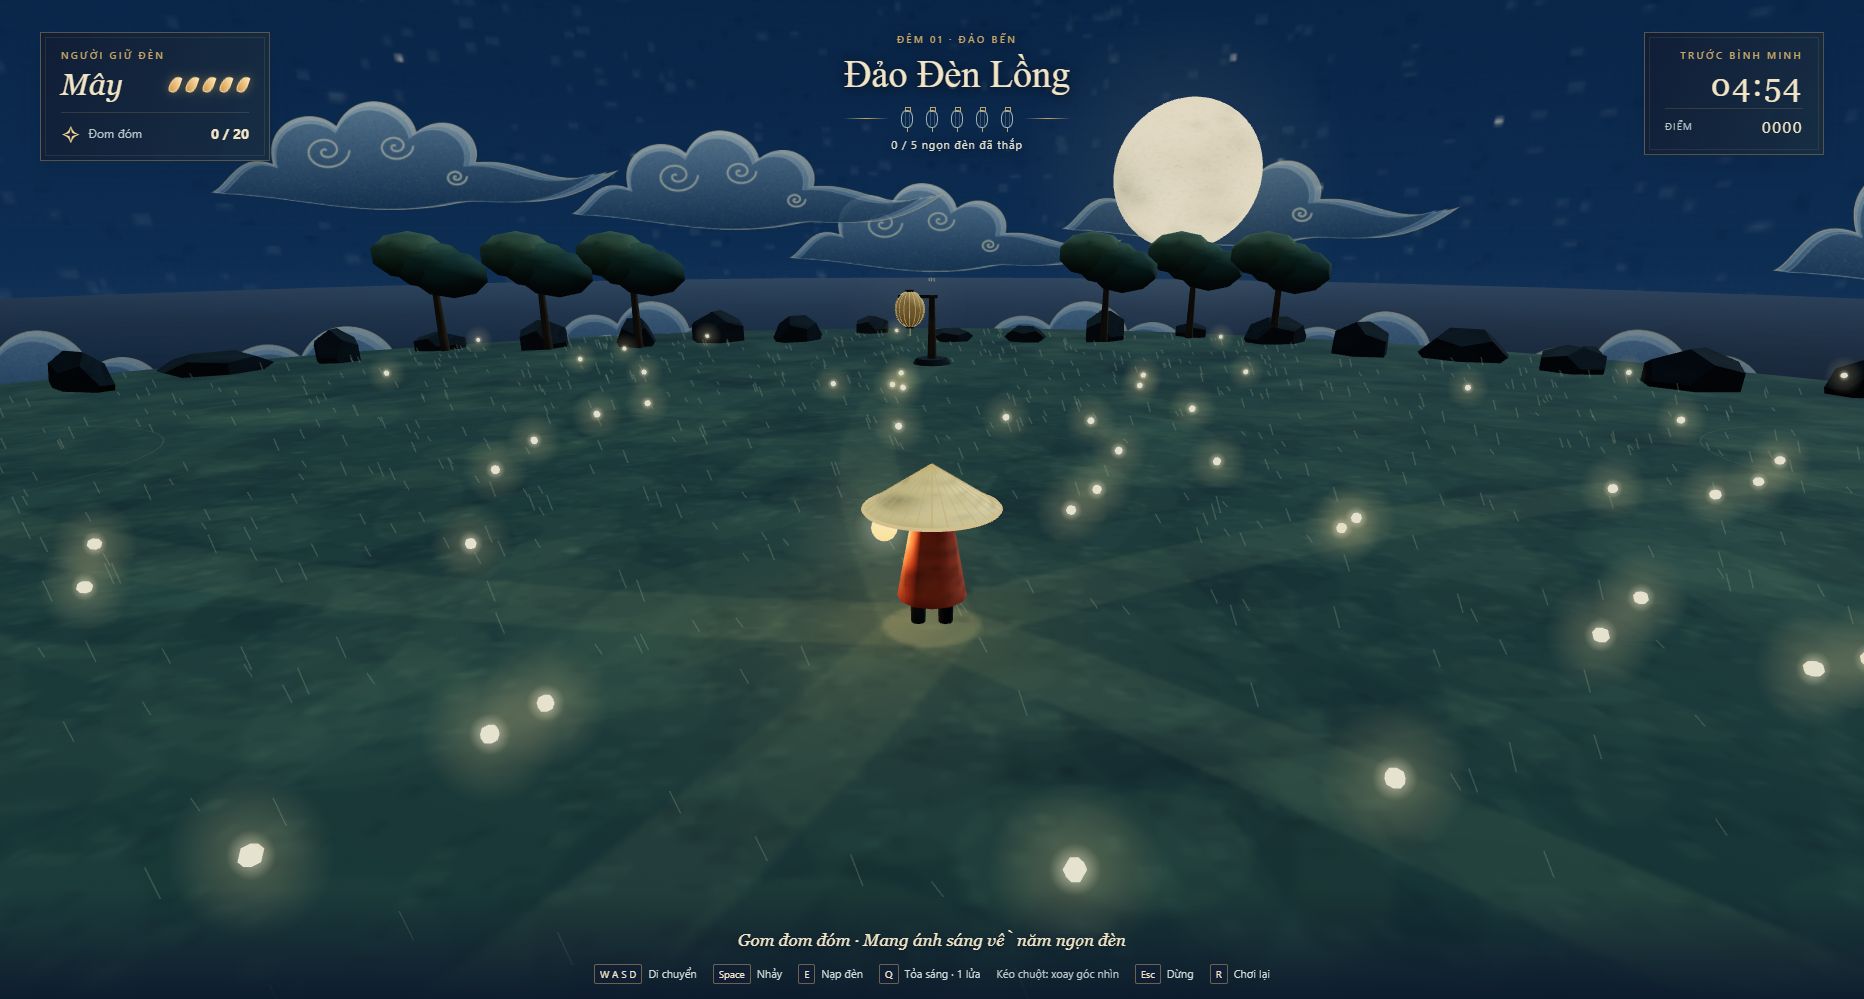 NGƯỜI GIỮ ĐÈN
Mây
Đom đóm 0 / 20
ĐÊM 01 · ĐẢO BẾN
Đảo Đèn Lồng
0 / 5 ngọn đèn đã thắp
TRƯỚC BÌNH MINH
04:54
ĐIỂM 0000
Gom đom đóm · Mang ánh sáng về năm ngọn đèn
WASD Di chuyển Space Nhảy E Nạp đèn Q Tỏa sáng · 1 lửa Kéo chuột: xoay góc nhìn Esc Dừng R Chơi lại